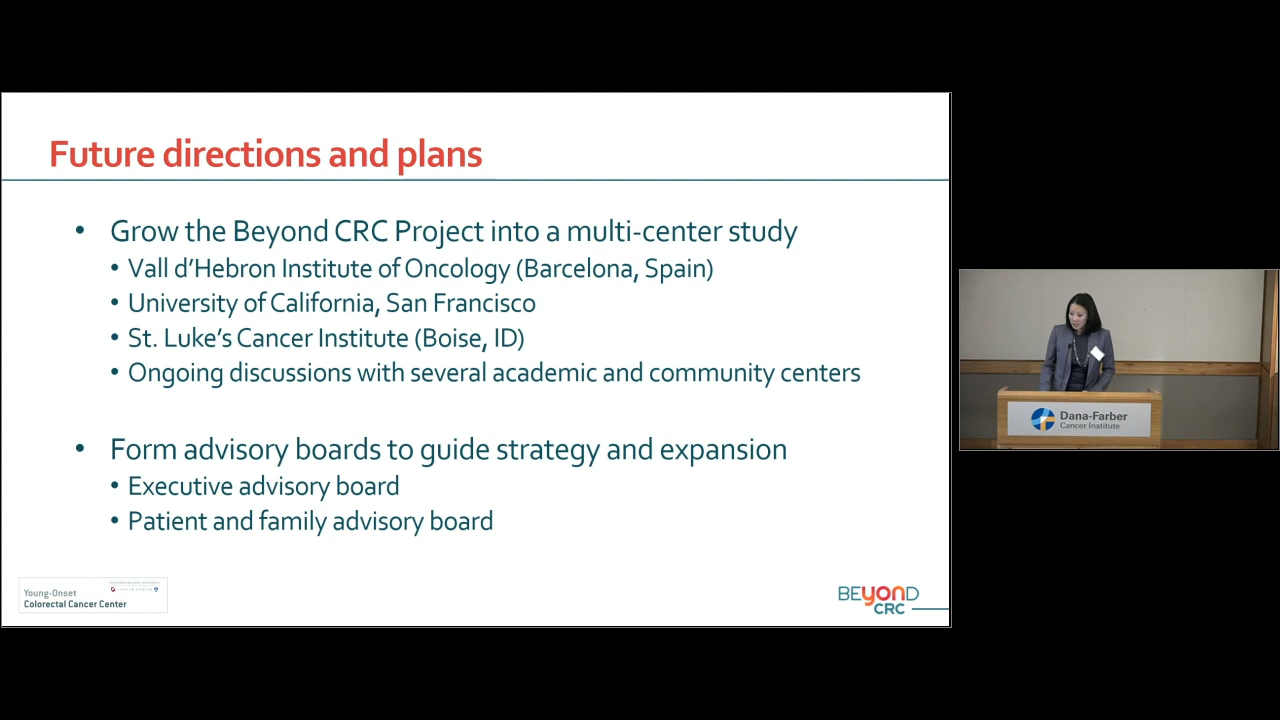 Future directions and plans
• Grow the Beyond CRC Project into a multi-center study
• Vall d’Hebron Institute of Oncology (Barcelona, Spain)
• University of California, San Francisco
• St. Luke’s Cancer Institute (Boise, ID)
• Ongoing discussions with several academic and community centers
• Form advisory boards to guide strategy and expansion
• Executive advisory board
• Patient and family advisory board
Young-Onset
Colorectal Cancer Center
BEyonD
CRC
Dana-Farber
Cancer Institute